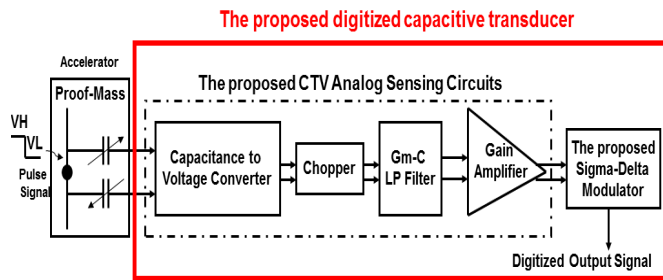 The proposed digitized capacitive transducer
Accelerator
The proposed CTV Analog Sensing Circuits
Proof-Mass
VH
VL
Pulse
Signal
Capacitance to
Voltage Converter
Chopper
Gm-C
LP Filter
Gain
Amplifier
The proposed
Sigma-Delta
Modulator
Digitized Output Signal